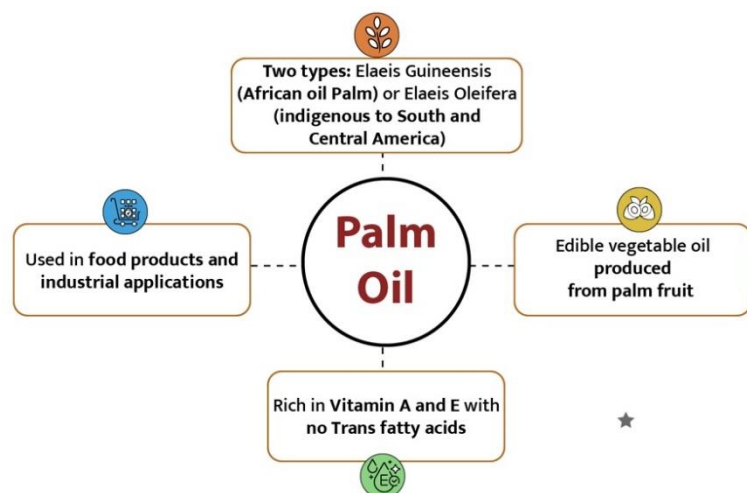 Two types: Elaeis Guineensis
(African oil Palm) or Elaeis Oleifera
(indigenous to South and
Central America)
Used in food products and
industrial applications
Palm
Oil
Edible vegetable oil
produced
from palm fruit
Rich in Vitamin A and E with
no Trans fatty acids
E